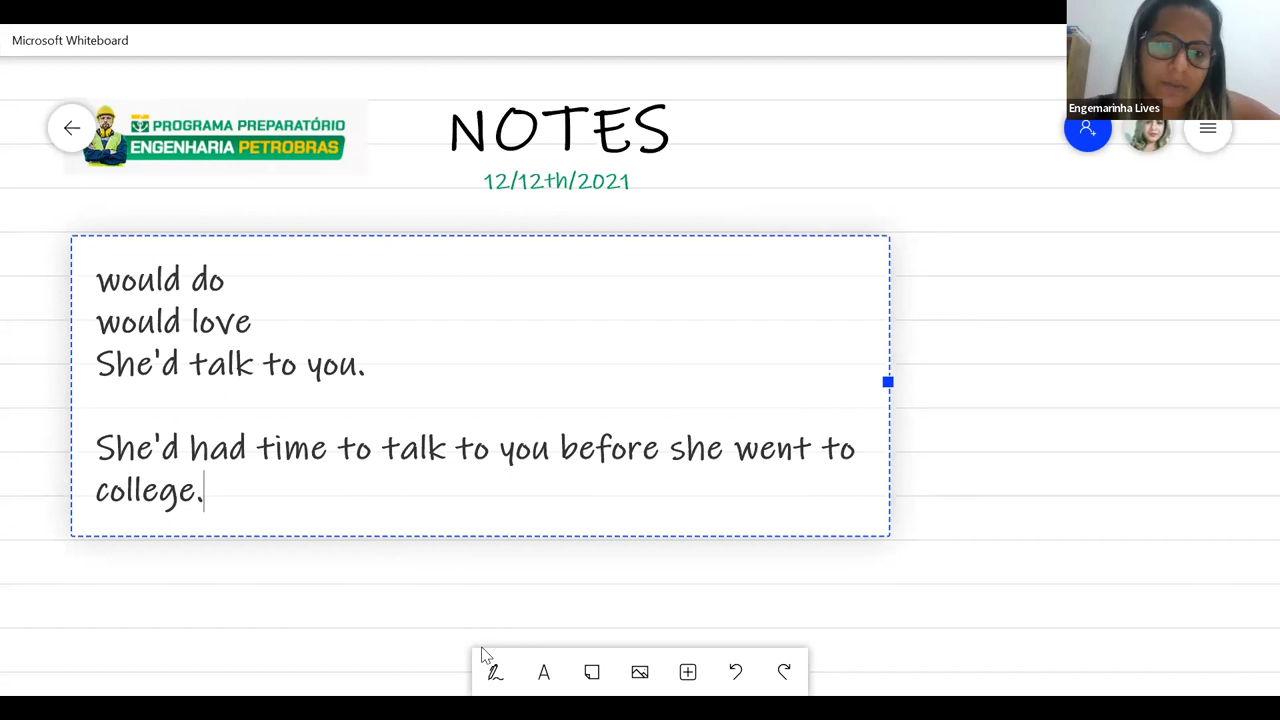 Microsoft Whiteboard
Engemarinha Lives
PROGRAMA PREPARATÓRIO
ENGENHARIA PETROBRAS
NOTES
12/12th/2021
would do
would love
She'd talk to you.
She'd had time to talk to you before she went to
college.
A